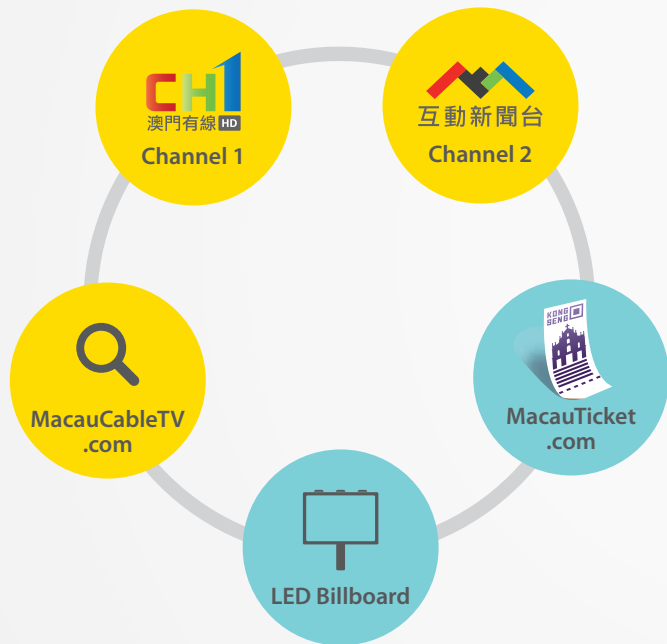 CH1
澳門有線 HD
Channel 1
互動新聞台
Channel 2
MacauCableTV
.com
KONG
SENG
MacauTicket
.com
LED Billboard